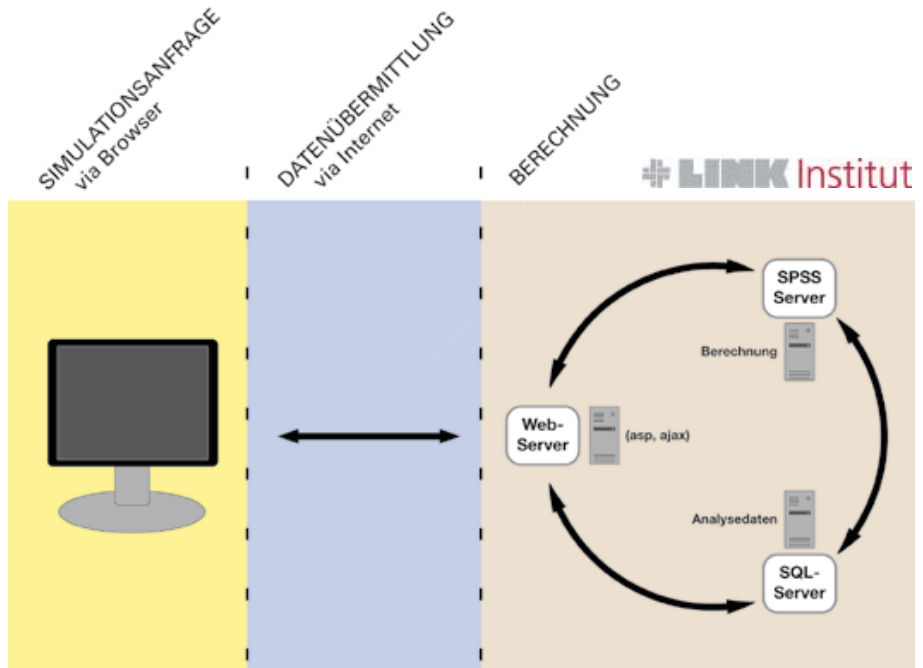 SIMULATIONSANFRAGE
via Browser
DATENÜBERMITTLUNG
via Internet
BERECHNUNG
LINK Institut
SPSS
Server
Berechnung
Web-
Server
(asp, ajax)
Analysedaten
SQL-
Server